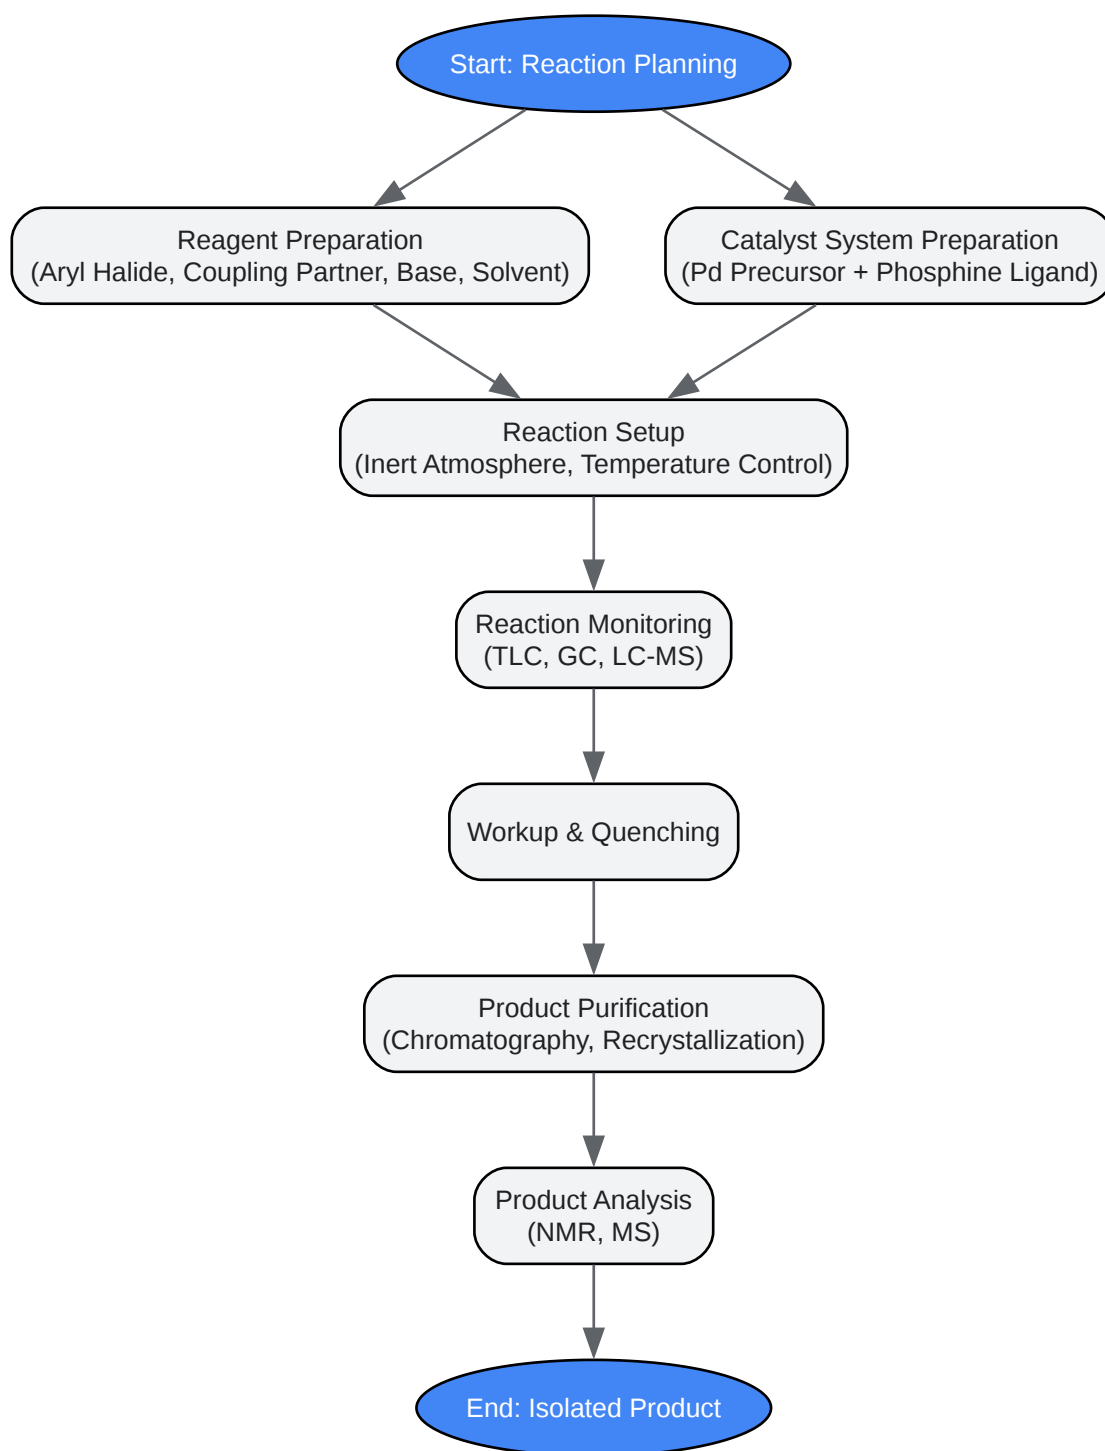 Start: Reaction Planning
Reagent Preparation
(Aryl Halide, Coupling Partner, Base, Solvent)
Catalyst System Preparation
(Pd Precursor + Phosphine Ligand)
Reaction Setup
(Inert Atmosphere, Temperature Control)
Reaction Monitoring
(TLC, GC, LC-MS)
Workup & Quenching
Product Purification
(Chromatography, Recrystallization)
Product Analysis
(NMR, MS)
End: Isolated Product